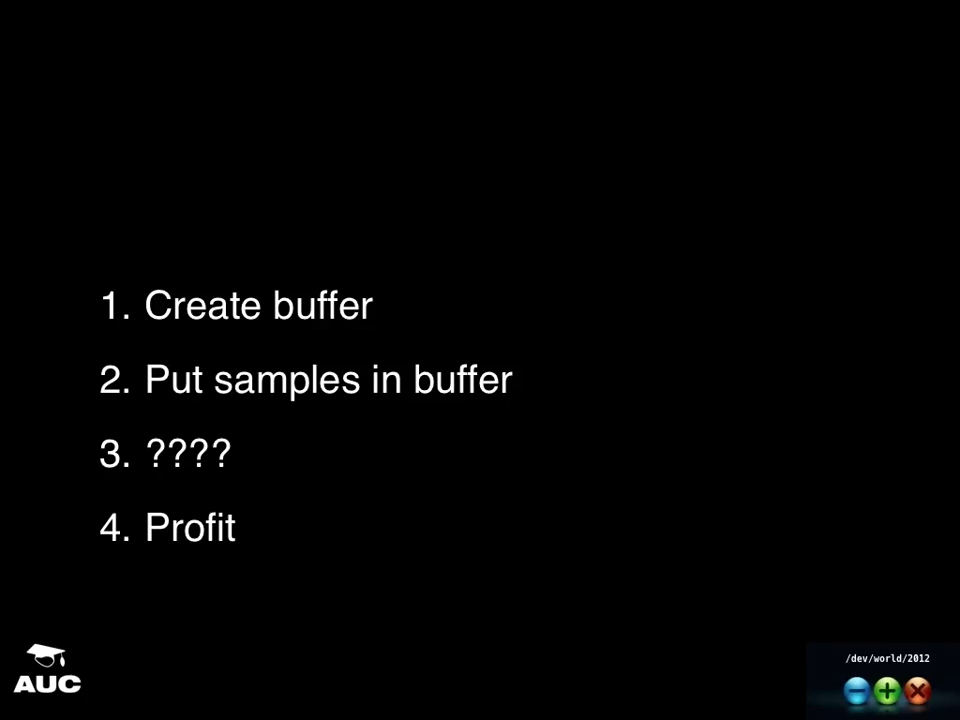 1. Create buffer
2. Put samples in buffer
3. ????
4. Profit
AUC
/dev/world/2012